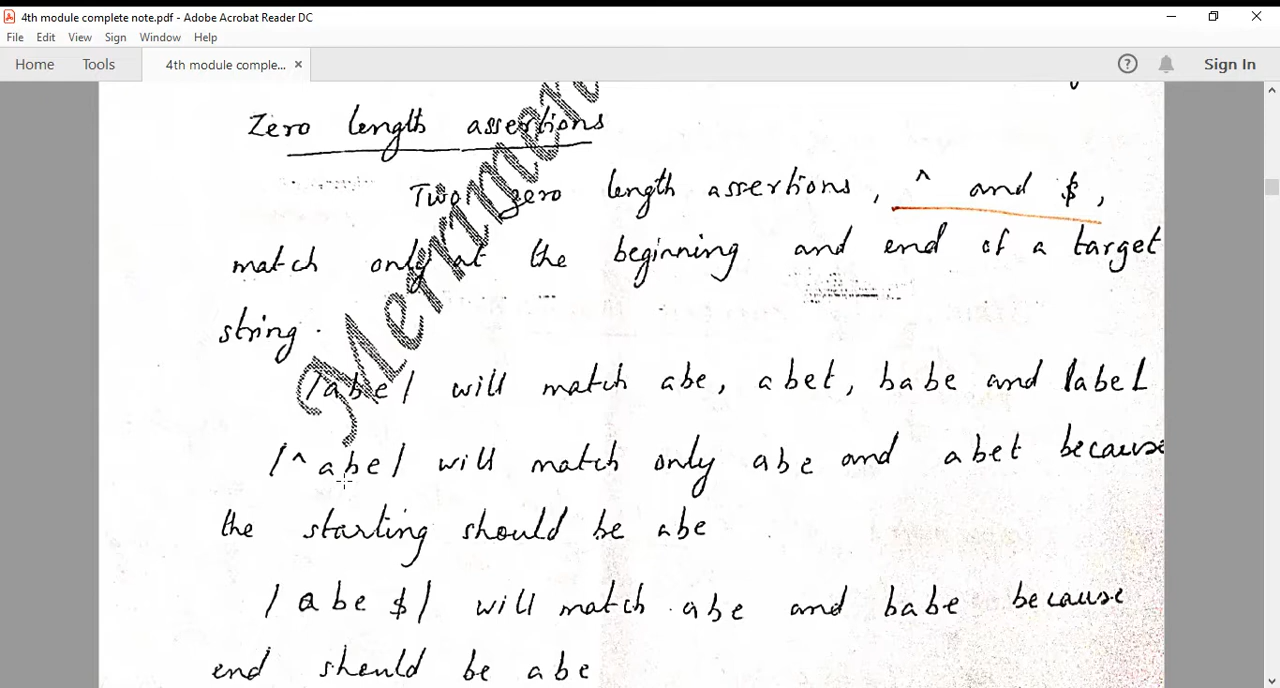 4th module complete note.pdf - Adobe Acrobat Reader DC
File Edit View Sign Window Help
Home Tools 4th module comple... × Sign In
Zero length assertions
Two zero length assertions, ^ and $,
match only at the beginning and end of a target
string.
/abe/ will match abe, abet, babe and label
/^abe/ will match only abe and abet because
the starting should be abe
/abe$/ will match abe and babe because
end should be abe